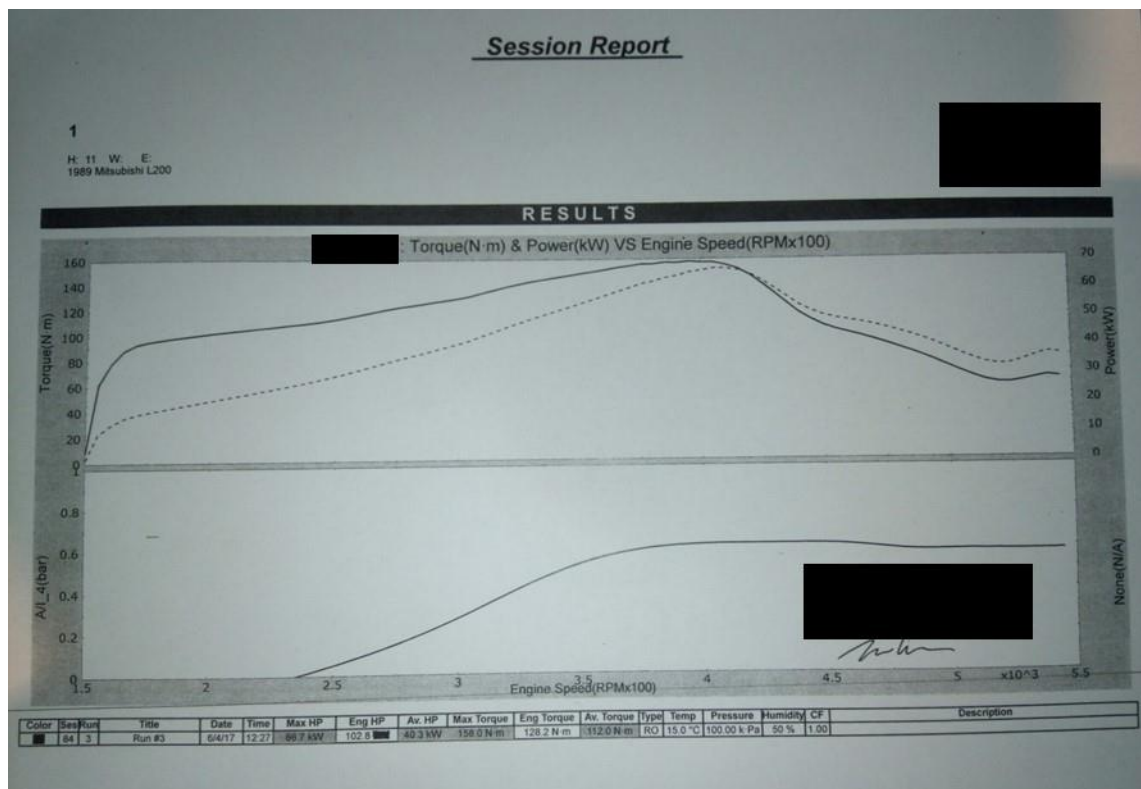 Session Report
1
H: 11 W: E:
1989 Mitsubishi L200
RESULTS
: Torque(N·m) & Power(kW) VS Engine Speed(RPMx100)
Torque(N·m)
160
140
120
100
80
60
40
20
0
Power(kW)
70
60
50
40
30
20
10
0
A/I_4(bar)
1
0.8
0.6
0.4
0.2
0
None(N/A)
1.5 2 2.5 3 3.5 4 4.5 5 x10^3 5.5
Engine Speed(RPMx100)
Color Ses Run Title Date Time Max HP Eng HP Av. HP Max Torque Eng Torque Av. Torque Type Temp Pressure Humidity CF Description
84 3 Run #3 6/4/17 12:27 kW 102.8 40.3 kW 158.0 N·m 128.2 N·m 112.0 N·m RO 15.0 °C 100.00 k·Pa 50 % 1.00